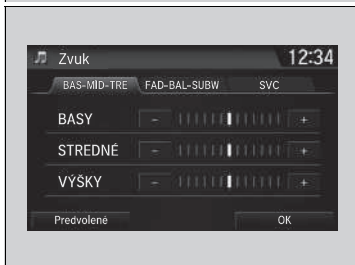 Zvuk 12:34
BAS-MID-TRE FAD-BAL-SUBW SVC
BASY - +
STREDNÉ - +
VÝŠKY - +
Predvolené OK